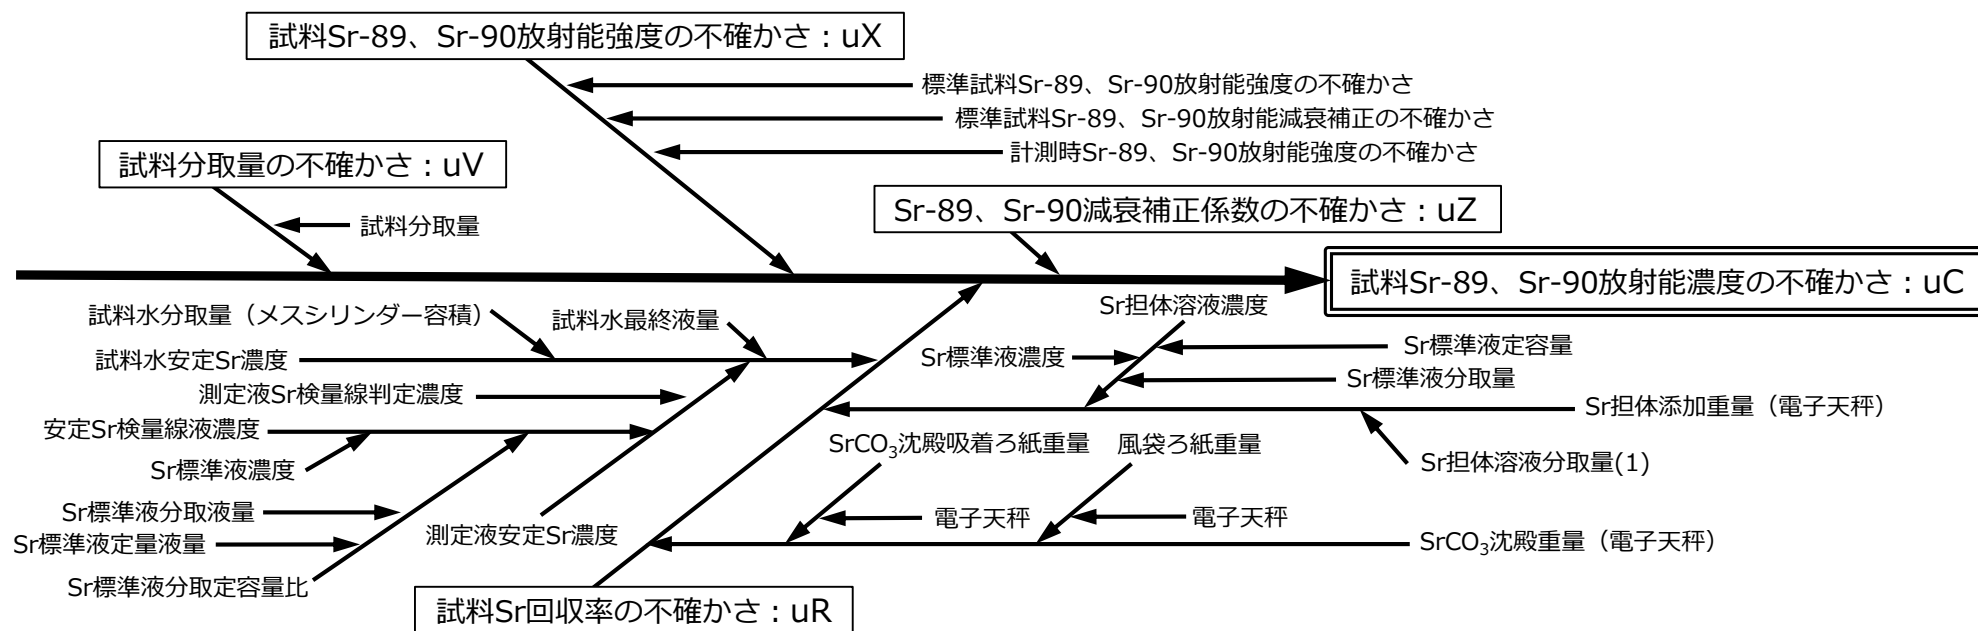 試料Sr-89、Sr-90放射能強度の不確かさ：uX
標準試料Sr-89、Sr-90放射能強度の不確かさ
標準試料Sr-89、Sr-90放射能減衰補正の不確かさ
計測時Sr-89、Sr-90放射能強度の不確かさ
試料分取量の不確かさ：uV
試料分取量
Sr-89、Sr-90減衰補正係数の不確かさ：uZ
試料Sr-89、Sr-90放射能濃度の不確かさ：uC
試料水分取量（メスシリンダー容積）
試料水最終液量
試料水安定Sr濃度
測定液Sr検量線判定濃度
安定Sr検量線液濃度
Sr標準液濃度
Sr標準液分取液量
Sr標準液定量液量
Sr標準液分取定容量比
測定液安定Sr濃度
Sr担体溶液濃度
Sr標準液濃度
Sr標準液定容量
Sr標準液分取量
Sr担体添加重量（電子天秤）
Sr担体溶液分取量(1)
SrCO₃沈殿吸着ろ紙重量
風袋ろ紙重量
電子天秤
電子天秤
SrCO₃沈殿重量（電子天秤）
試料Sr回収率の不確かさ：uR